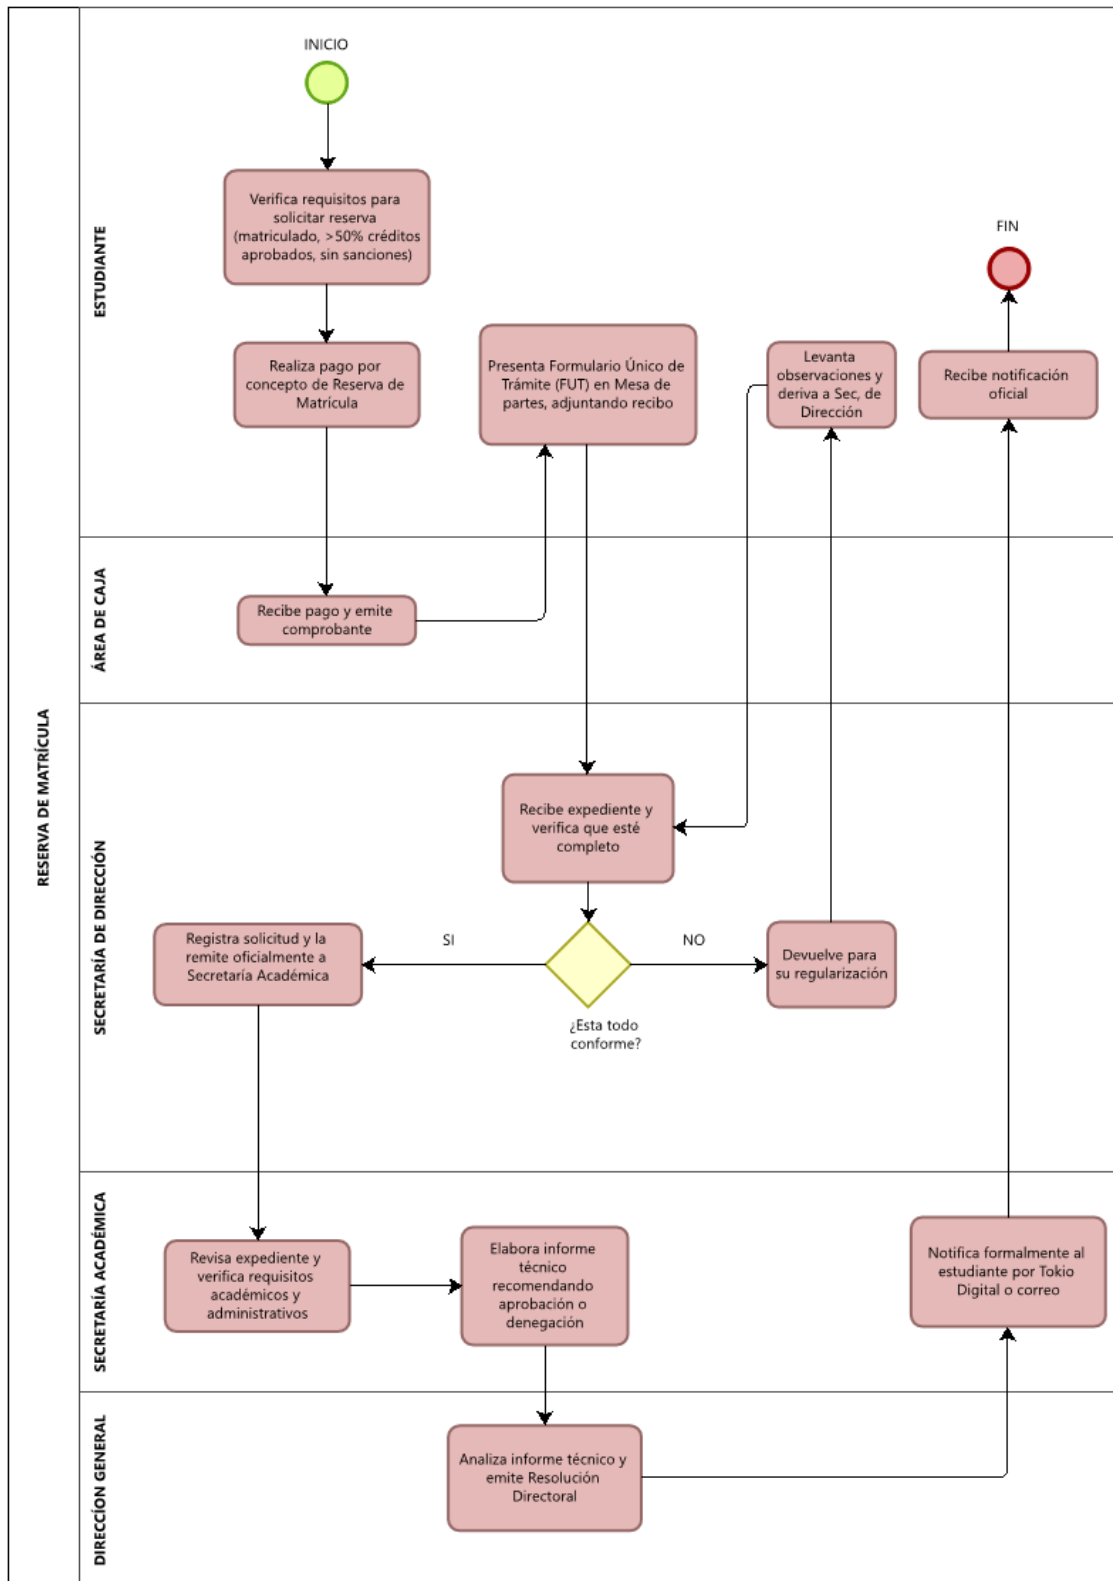 RESERVA DE MATRÍCULA
ESTUDIANTE
INICIO
Verifica requisitos para
solicitar reserva
(matriculado, >50% créditos
aprobados, sin sanciones)
Realiza pago por
concepto de Reserva de
Matrícula
Presenta Formulario Único de
Trámite (FUT) en Mesa de
partes, adjuntando recibo
Levanta
observaciones y
deriva a Sec, de
Dirección
FIN
Recibe notificación
oficial
ÁREA DE CAJA
Recibe pago y emite
comprobante
SECRETARÍA DE DIRECCIÓN
Recibe expediente y
verifica que esté
completo
SI
NO
¿Esta todo
conforme?
Registra solicitud y la
remite oficialmente a
Secretaría Académica
Devuelve para
su regularización
SECRETARÍA ACADÉMICA
Revisa expediente y
verifica requisitos
académicos y
administrativos
Elabora informe
técnico
recomendando
aprobación o
denegación
Notifica formalmente al
estudiante por Tokio
Digital o correo
DIRECCÍON GENERAL
Analiza informe técnico y
emite Resolución
Directoral